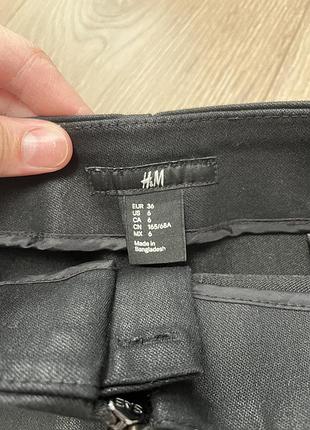 H&M
EUR 36
US 6
CA 6
CN 165/68A
MX 6
Made in
Bangladesh